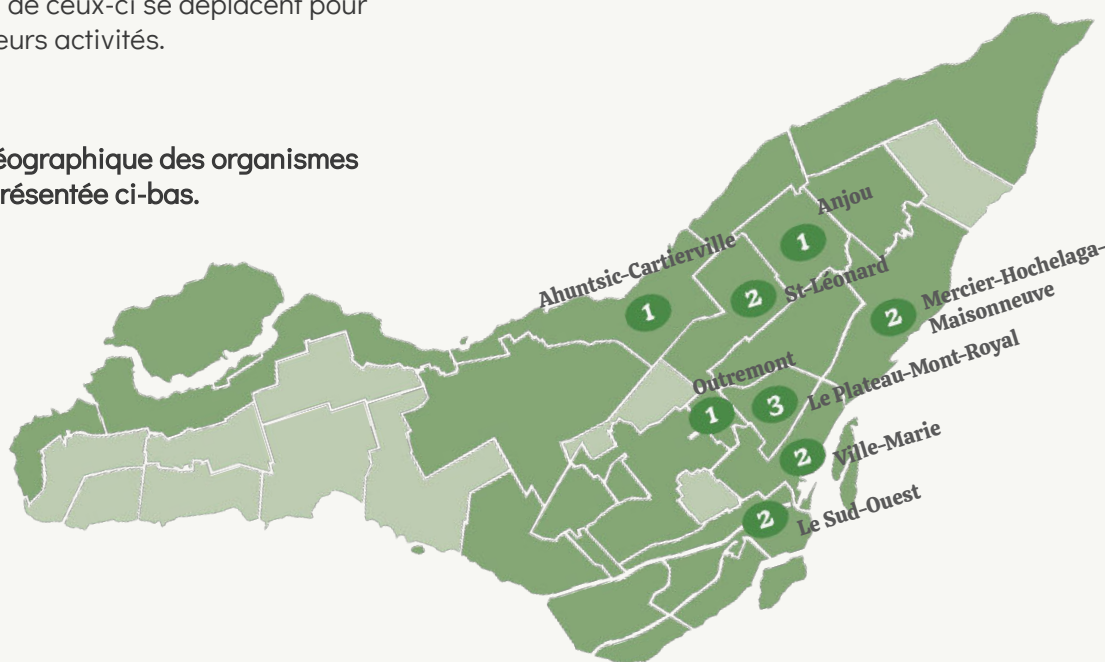 de ceux-ci se déplacent pour
eurs activités.
éographique des organismes
résentée ci-bas.
Anjou
1
Ahuntsic-Cartierville
1
2
St-Léonard
Mercier-Hochelaga-
Maisonneuve
2
Outremont
1
3
Le Plateau-Mont-Royal
2
Ville-Marie
2
Le Sud-Ouest